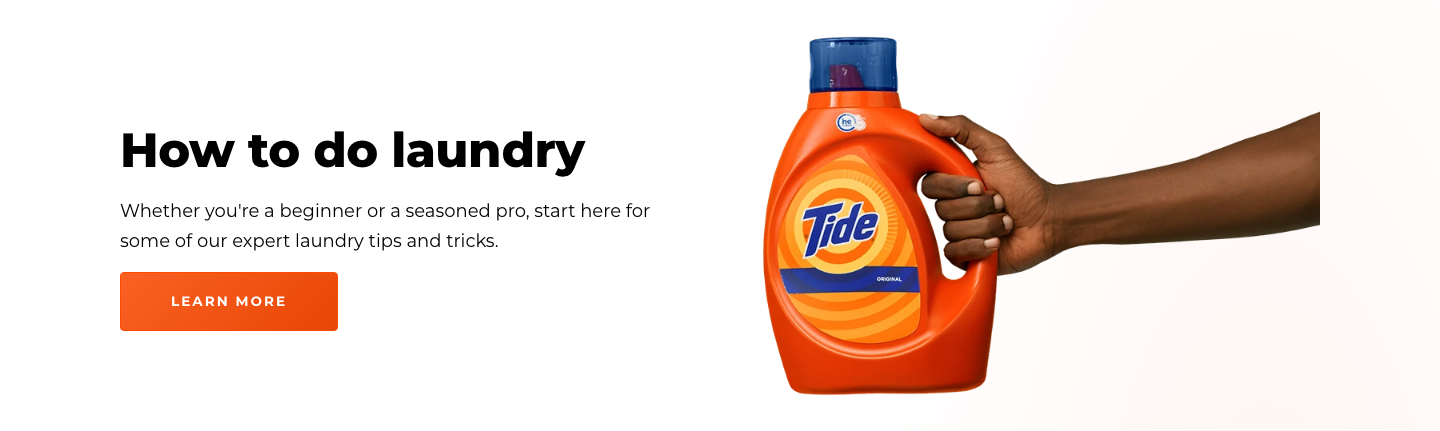 How to do laundry
Whether you're a beginner or a seasoned pro, start here for
some of our expert laundry tips and tricks.
LEARN MORE
he
Tide
ORIGINAL